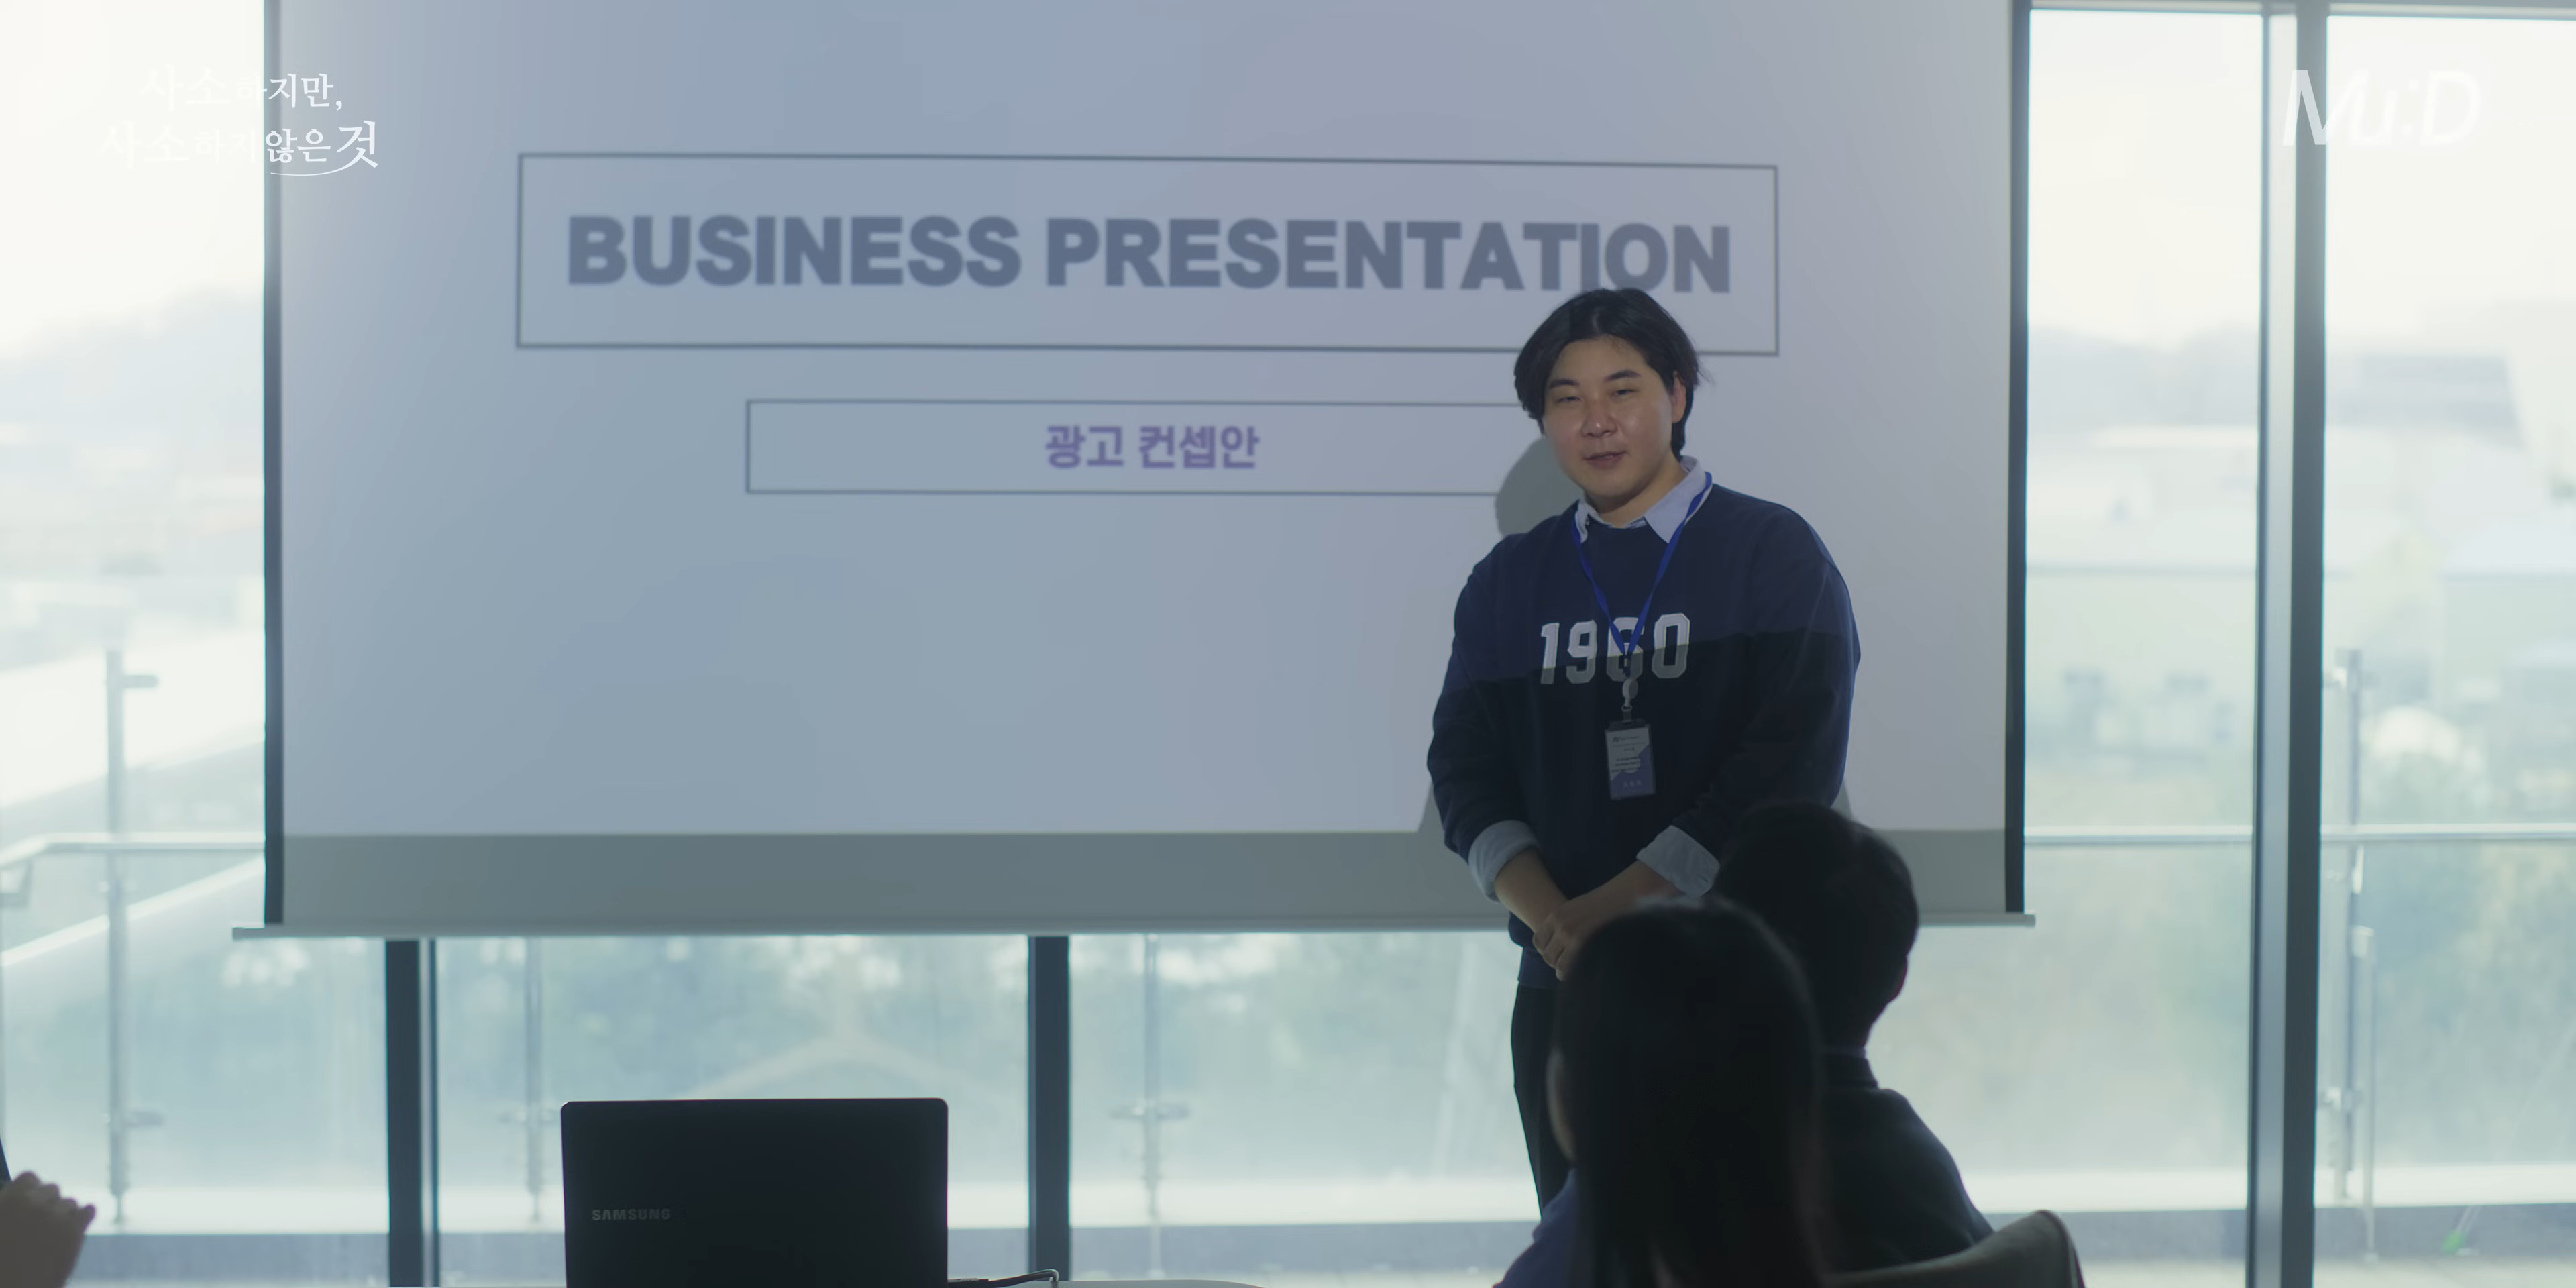 사소하지만,
사소하지않은것
Mu:D
BUSINESS PRESENTATION
광고 컨셉안
1960
SAMSUNG